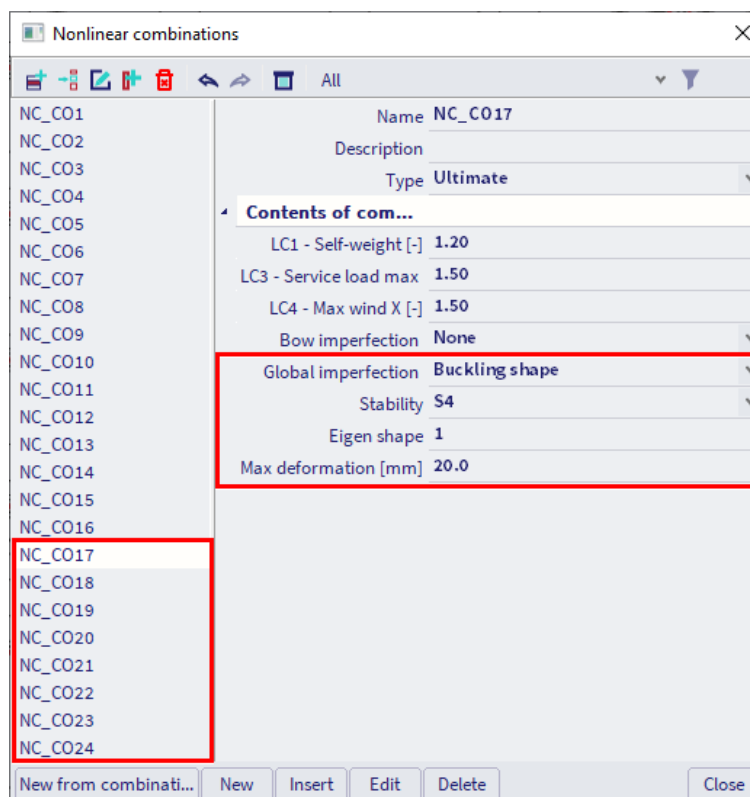 Nonlinear combinations
All
NC_CO1
NC_CO2
NC_CO3
NC_CO4
NC_CO5
NC_CO6
NC_CO7
NC_CO8
NC_CO9
NC_CO10
NC_CO11
NC_CO12
NC_CO13
NC_CO14
NC_CO15
NC_CO16
NC_CO17
NC_CO18
NC_CO19
NC_CO20
NC_CO21
NC_CO22
NC_CO23
NC_CO24
Name NC_CO17
Description
Type Ultimate
Contents of com...
LC1 - Self-weight [-] 1.20
LC3 - Service load max 1.50
LC4 - Max wind X [-] 1.50
Bow imperfection None
Global imperfection Buckling shape
Stability S4
Eigen shape 1
Max deformation [mm] 20.0
New from combinati... New Insert Edit Delete Close